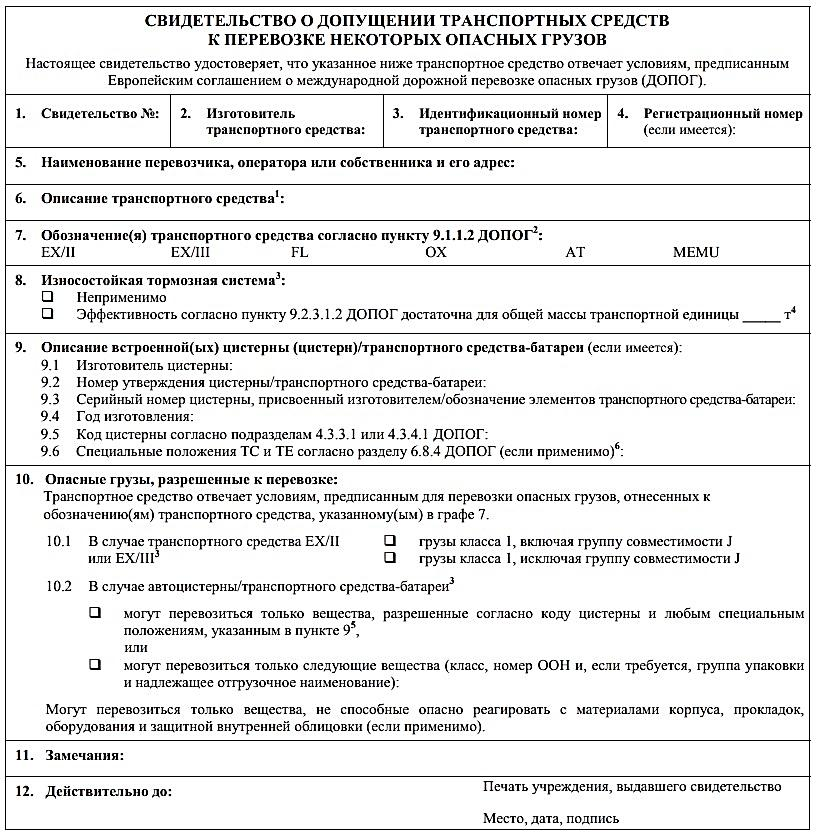 СВИДЕТЕЛЬСТВО О ДОПУЩЕНИИ ТРАНСПОРТНЫХ СРЕДСТВ
К ПЕРЕВОЗКЕ НЕКОТОРЫХ ОПАСНЫХ ГРУЗОВ
Настоящее свидетельство удостоверяет, что указанное ниже транспортное средство отвечает условиям, предписанным
Европейским соглашением о международной дорожной перевозке опасных грузов (ДОПОГ).
1. Свидетельство №:
2. Изготовитель
транспортного средства:
3. Идентификационный номер
транспортного средства:
4. Регистрационный номер
(если имеется):
5. Наименование перевозчика, оператора или собственника и его адрес:
6. Описание транспортного средства¹:
7. Обозначение(я) транспортного средства согласно пункту 9.1.1.2 ДОПОГ²:
EX/II EX/III FL OX AT MEMU
8. Износостойкая тормозная система³:
❑ Неприменимо
❑ Эффективность согласно пункту 9.2.3.1.2 ДОПОГ достаточна для общей массы транспортной единицы _____ т⁴
9. Описание встроенной(ых) цистерны (цистерн)/транспортного средства-батареи (если имеется):
9.1 Изготовитель цистерны:
9.2 Номер утверждения цистерны/транспортного средства-батареи:
9.3 Серийный номер цистерны, присвоенный изготовителем/обозначение элементов транспортного средства-батареи:
9.4 Год изготовления:
9.5 Код цистерны согласно подразделам 4.3.3.1 или 4.3.4.1 ДОПОГ:
9.6 Специальные положения ТС и ТЕ согласно разделу 6.8.4 ДОПОГ (если применимо)⁶:
10. Опасные грузы, разрешенные к перевозке:
Транспортное средство отвечает условиям, предписанным для перевозки опасных грузов, отнесенных к
обозначению(ям) транспортного средства, указанному(ым) в графе 7.
10.1 В случае транспортного средства EX/II ❑ грузы класса 1, включая группу совместимости J
или EX/III³ ❑ грузы класса 1, исключая группу совместимости J
10.2 В случае автоцистерны/транспортного средства-батареи³
❑ могут перевозиться только вещества, разрешенные согласно коду цистерны и любым специальным
положениям, указанным в пункте 9⁵,
или
❑ могут перевозиться только следующие вещества (класс, номер ООН и, если требуется, группа упаковки
и надлежащее отгрузочное наименование):
Могут перевозиться только вещества, не способные опасно реагировать с материалами корпуса, прокладок,
оборудования и защитной внутренней облицовки (если применимо).
11. Замечания:
12. Действительно до:
Печать учреждения, выдавшего свидетельство
Место, дата, подпись